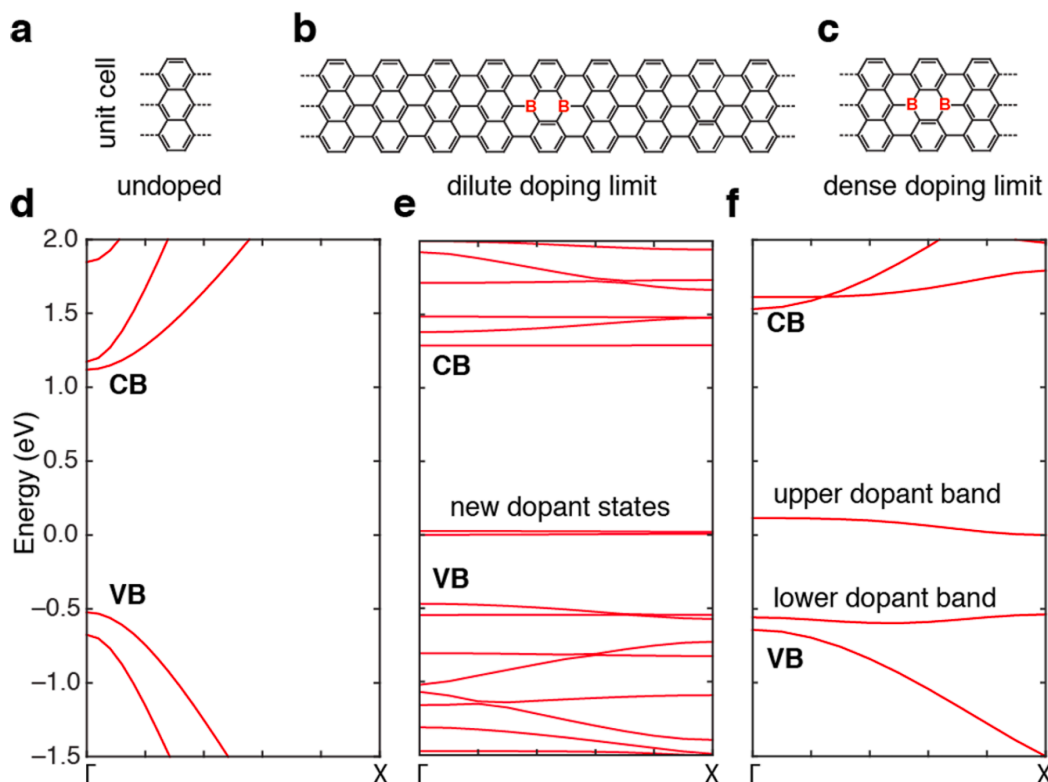 a
b
c
unit cell
B B
B B
undoped
dilute doping limit
dense doping limit
d
e
f
Energy (eV)
2.0
1.5
1.0
0.5
0.0
−0.5
−1.0
−1.5
CB
VB
Γ
X
CB
new dopant states
VB
Γ
X
CB
upper dopant band
lower dopant band
VB
Γ
X